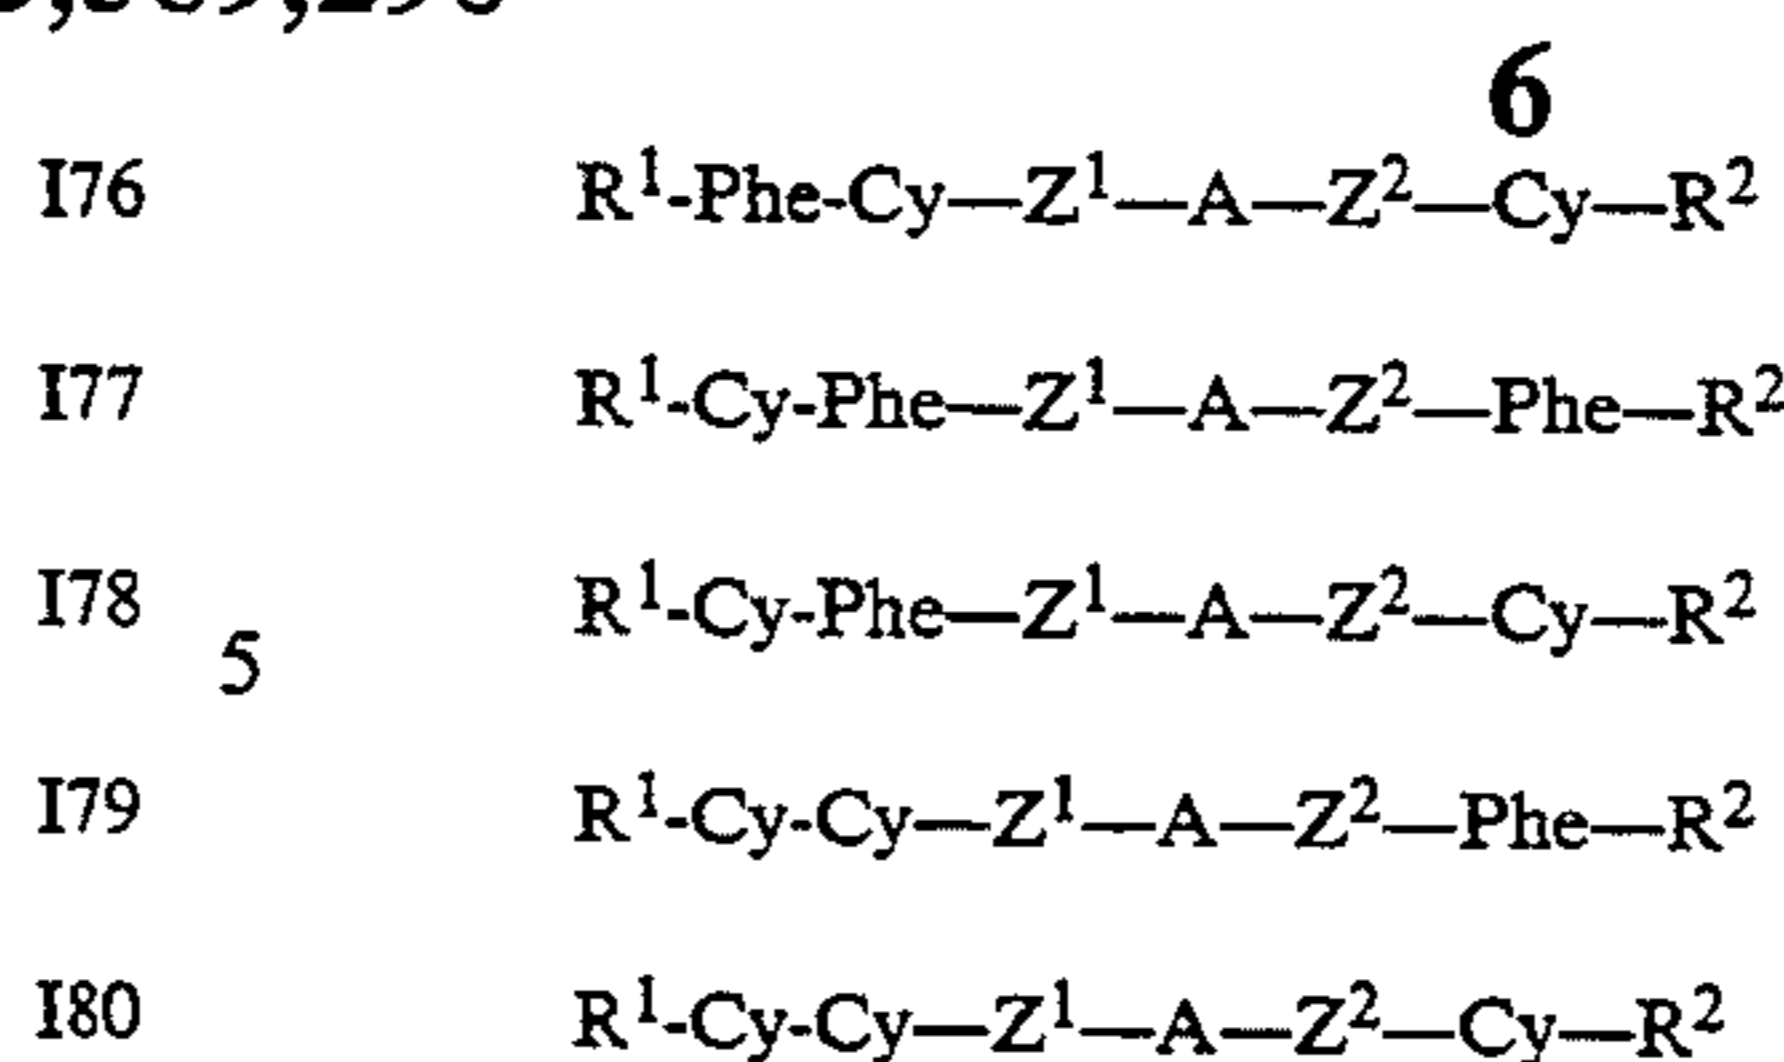 6
I76 R¹-Phe-Cy—Z¹—A—Z²—Cy—R²
I77 R¹-Cy-Phe—Z¹—A—Z²—Phe—R²
I78 R¹-Cy-Phe—Z¹—A—Z²—Cy—R²
5
I79 R¹-Cy-Cy—Z¹—A—Z²—Phe—R²
I80 R¹-Cy-Cy—Z¹—A—Z²—Cy—R²